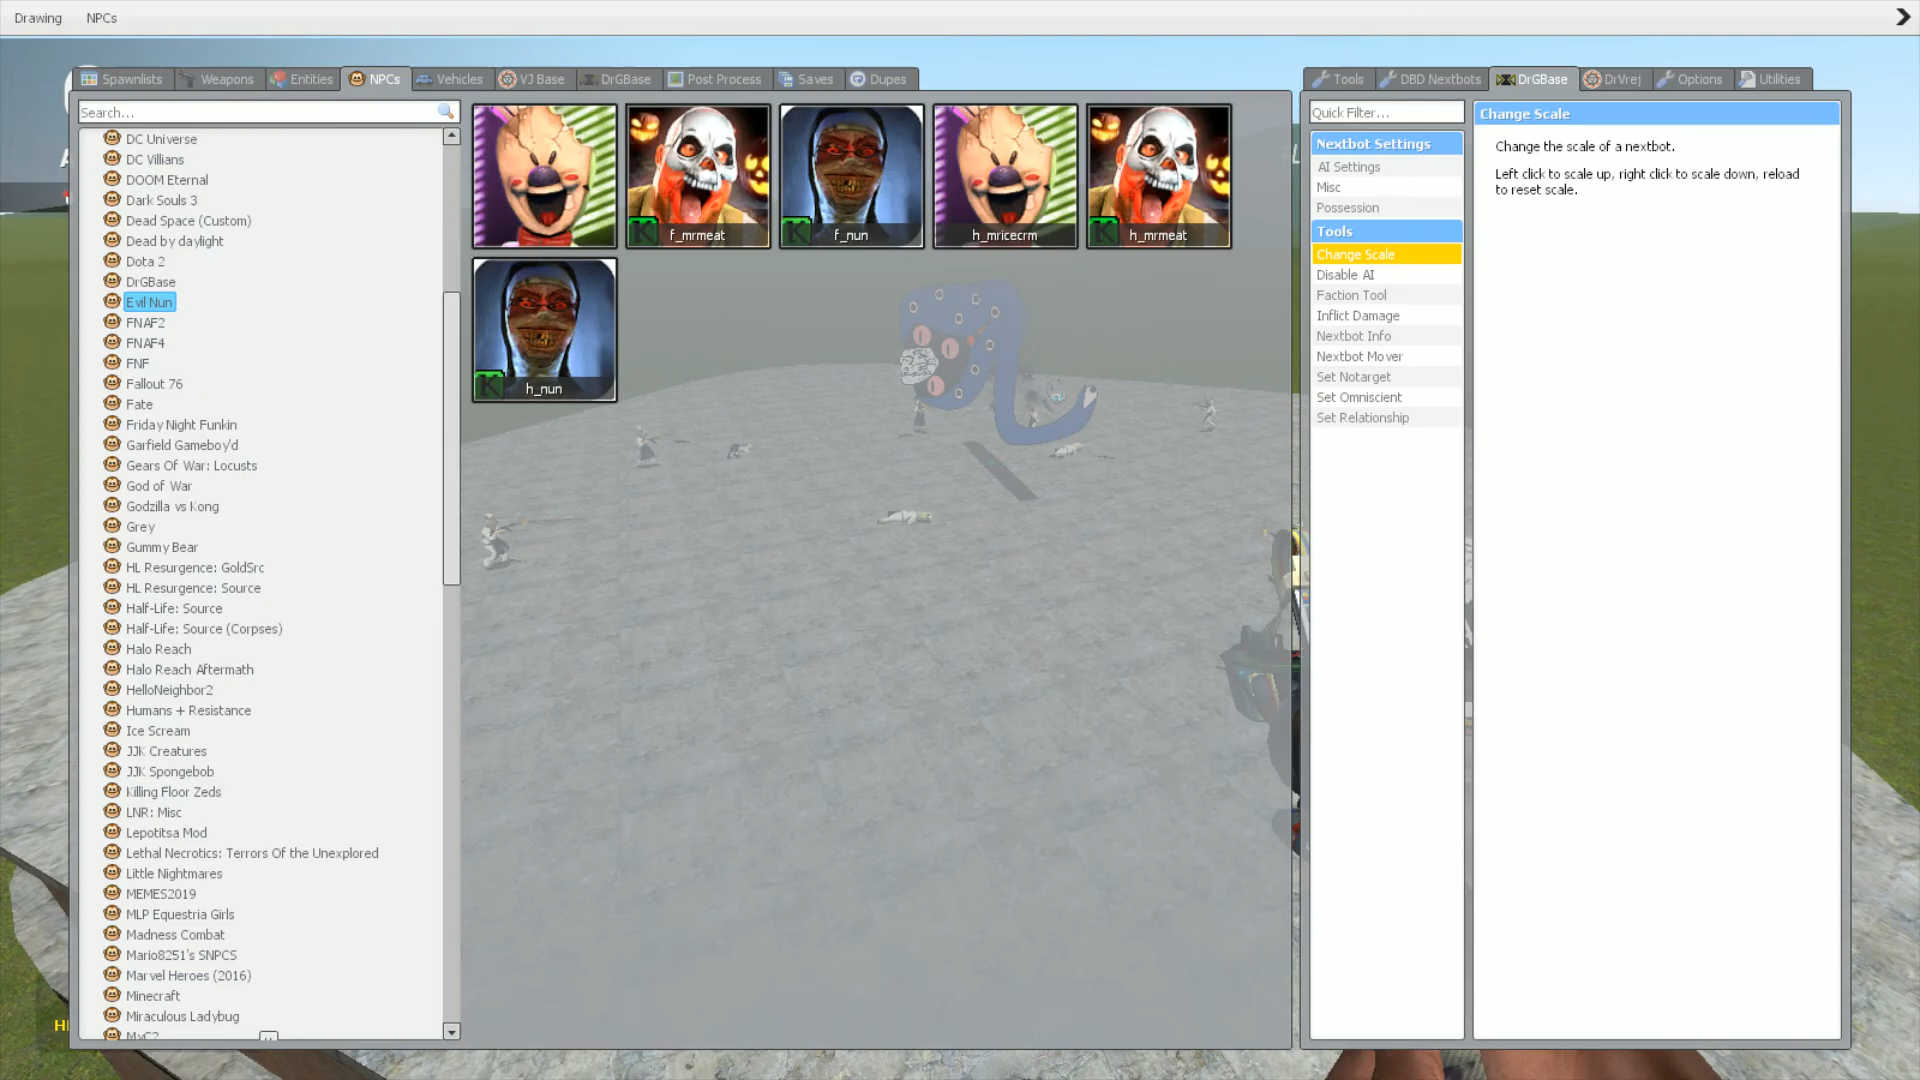 Drawing NPCs
Spawnlists Weapons Entities NPCs Vehicles VJ Base DrGBase Post Process Saves Dupes
Tools DBD Nextbots DrGBase DrVrej Options Utilities
Search...
DC Universe
DC Villians
DOOM Eternal
Dark Souls 3
Dead Space (Custom)
Dead by daylight
Dota 2
DrGBase
Evil Nun
FNAF2
FNAF4
FNF
Fallout 76
Fate
Friday Night Funkin
Garfield Gameboy'd
Gears Of War: Locusts
God of War
Godzilla vs Kong
Grey
Gummy Bear
HL Resurgence: GoldSrc
HL Resurgence: Source
Half-Life: Source
Half-Life: Source (Corpses)
Halo Reach
Halo Reach Aftermath
HelloNeighbor2
Humans + Resistance
Ice Scream
JJK Creatures
JJK Spongebob
Killing Floor Zeds
LNR: Misc
Lepotitsa Mod
Lethal Necrotics: Terrors Of the Unexplored
Little Nightmares
MEMES2019
MLP Equestria Girls
Madness Combat
Mario8251's SNPCS
Marvel Heroes (2016)
Minecraft
Miraculous Ladybug
MyC2
f_mrmeat
f_nun
h_mricecrm
h_mrmeat
h_nun
Quick Filter...
Nextbot Settings
AI Settings
Misc
Possession
Tools
Change Scale
Disable AI
Faction Tool
Inflict Damage
Nextbot Info
Nextbot Mover
Set Notarget
Set Omniscient
Set Relationship
Change Scale
Change the scale of a nextbot.
Left click to scale up, right click to scale down, reload
to reset scale.